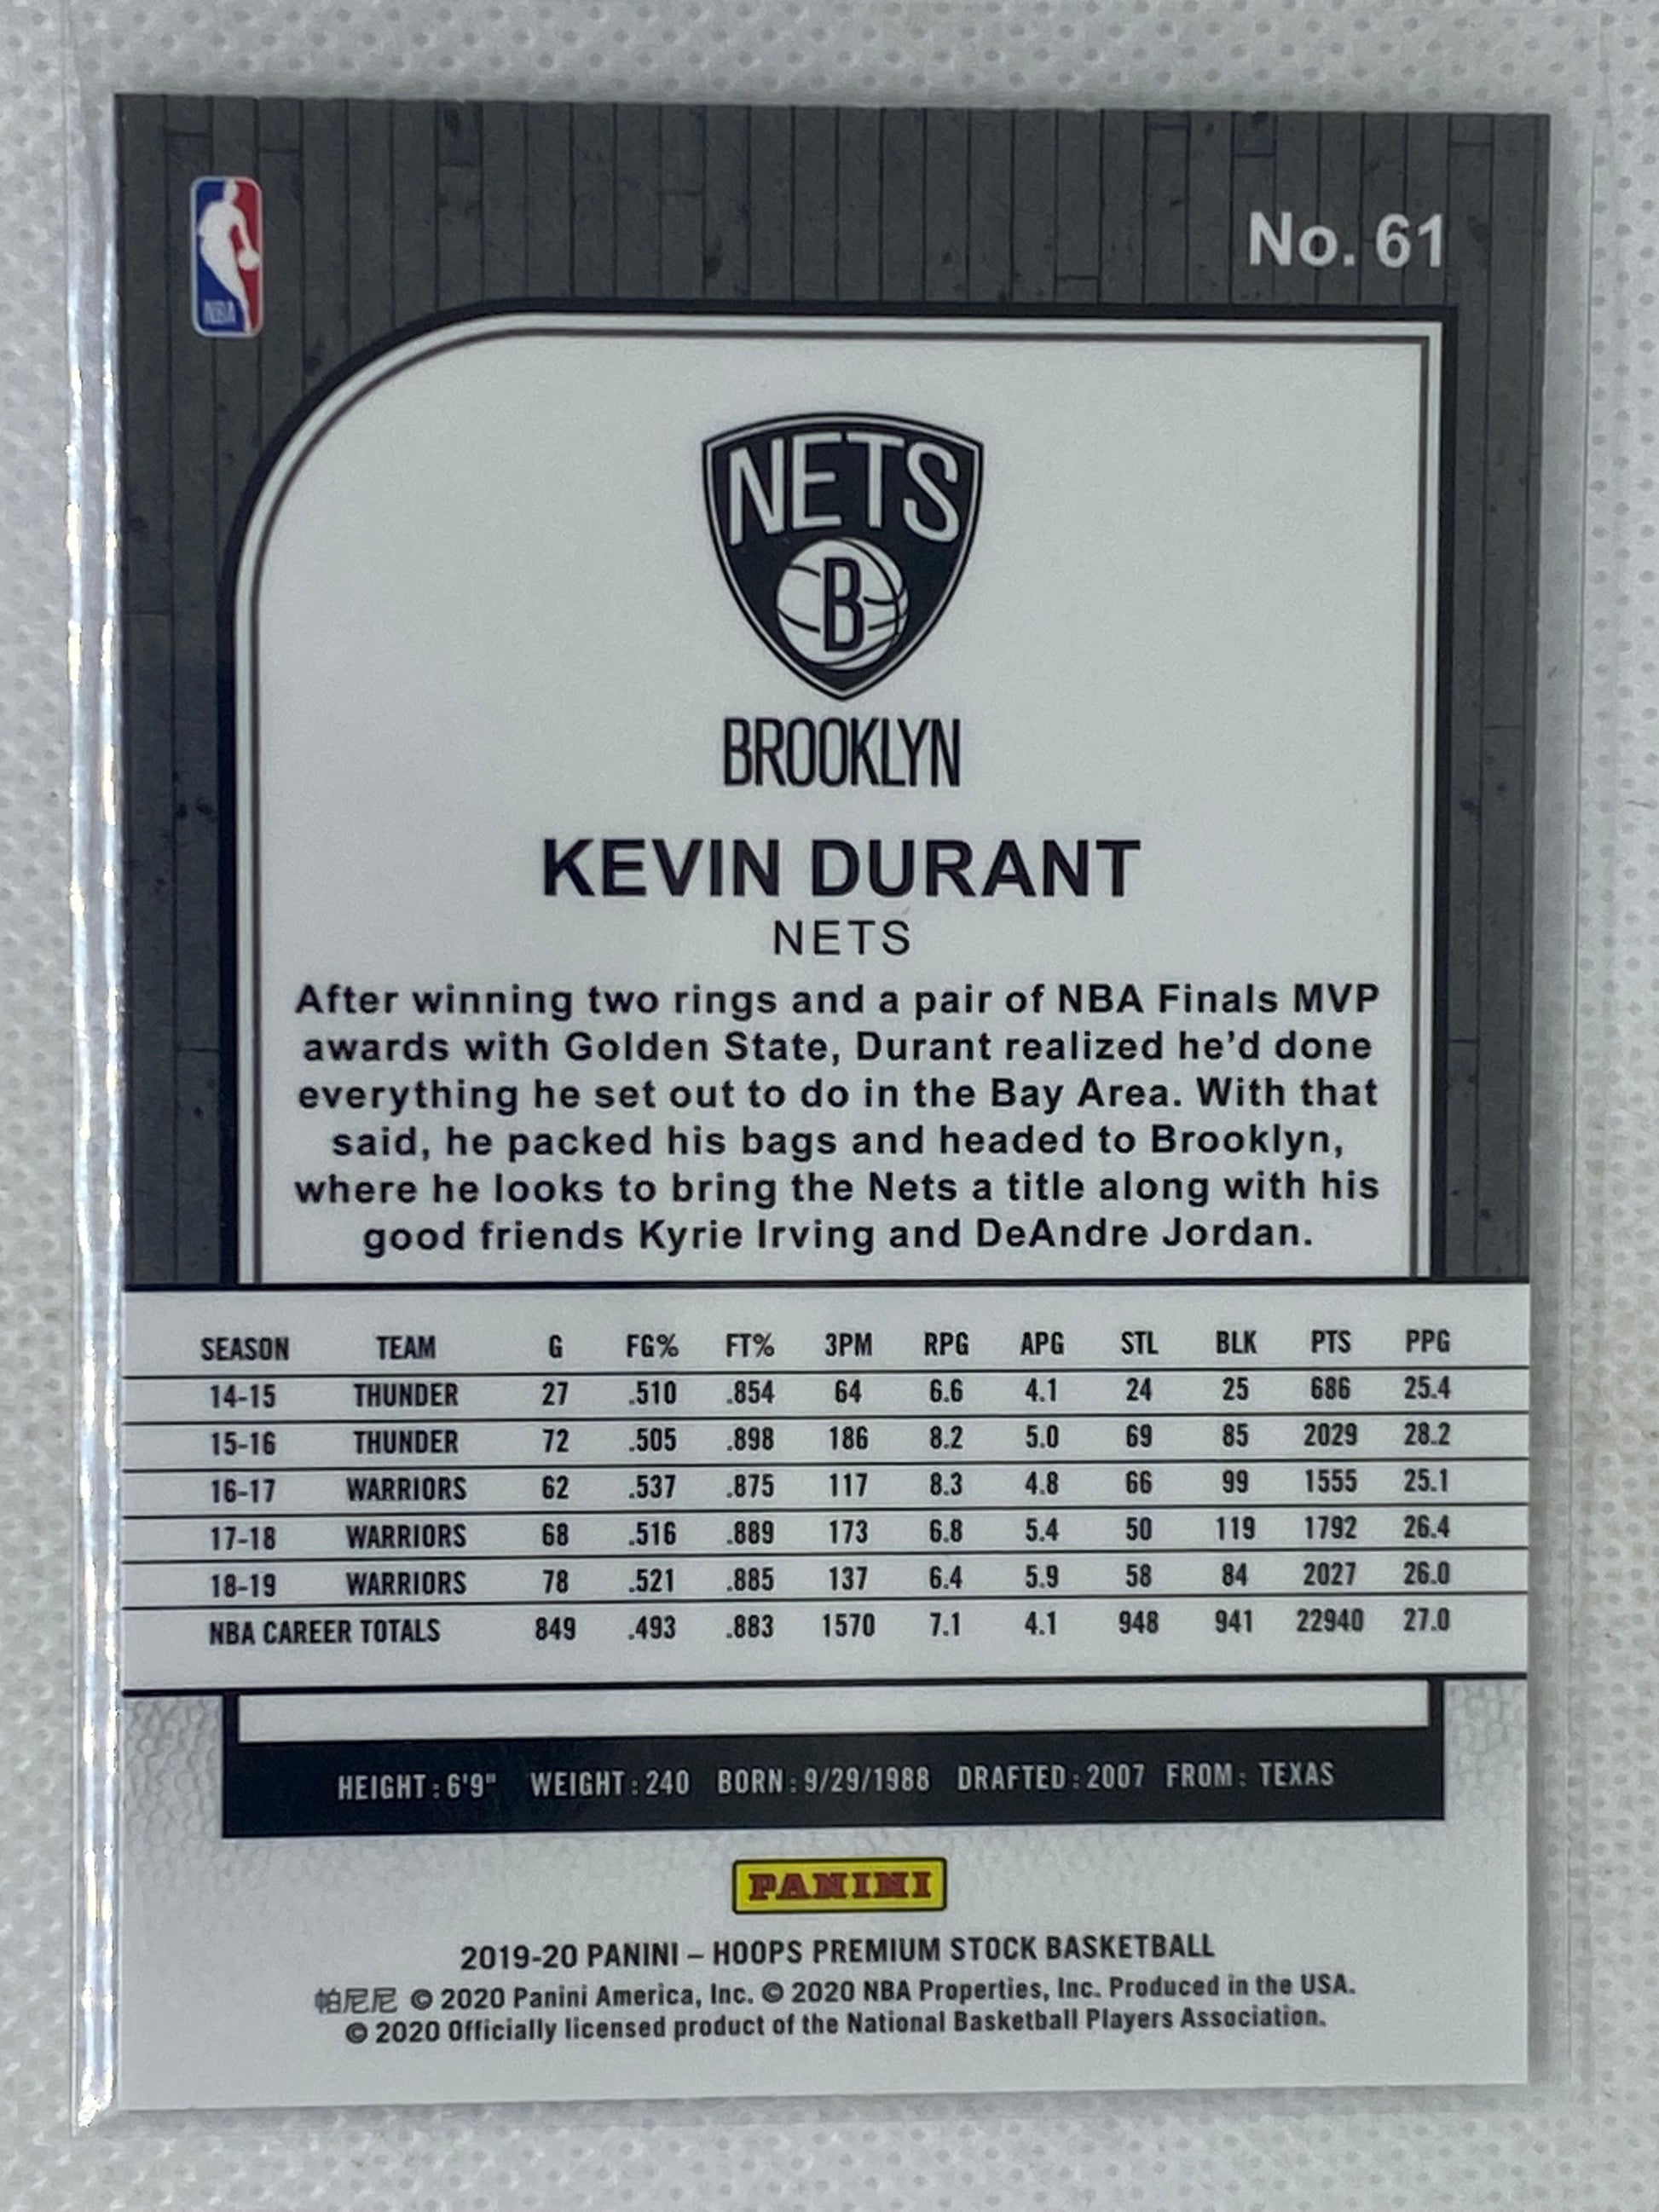 No. 61
NBA
NETS
B
BROOKLYN
KEVIN DURANT
NETS
After winning two rings and a pair of NBA Finals MVP
awards with Golden State, Durant realized he'd done
everything he set out to do in the Bay Area. With that
said, he packed his bags and headed to Brooklyn,
where he looks to bring the Nets a title along with his
good friends Kyrie Irving and DeAndre Jordan.
SEASON TEAM G FG% FT% 3PM RPG APG STL BLK PTS PPG
14-15 THUNDER 27 .510 .854 64 6.6 4.1 24 25 686 25.4
15-16 THUNDER 72 .505 .898 186 8.2 5.0 69 85 2029 28.2
16-17 WARRIORS 62 .537 .875 117 8.3 4.8 66 99 1555 25.1
17-18 WARRIORS 68 .516 .889 173 6.8 5.4 50 119 1792 26.4
18-19 WARRIORS 78 .521 .885 137 6.4 5.9 58 84 2027 26.0
NBA CAREER TOTALS 849 .493 .883 1570 7.1 4.1 948 941 22940 27.0
HEIGHT: 6'9" WEIGHT: 240 BORN: 9/29/1988 DRAFTED: 2007 FROM: TEXAS
PANINI
2019-20 PANINI – HOOPS PREMIUM STOCK BASKETBALL
帕尼尼 © 2020 Panini America, Inc. © 2020 NBA Properties, Inc. Produced in the USA.
© 2020 Officially licensed product of the National Basketball Players Association.